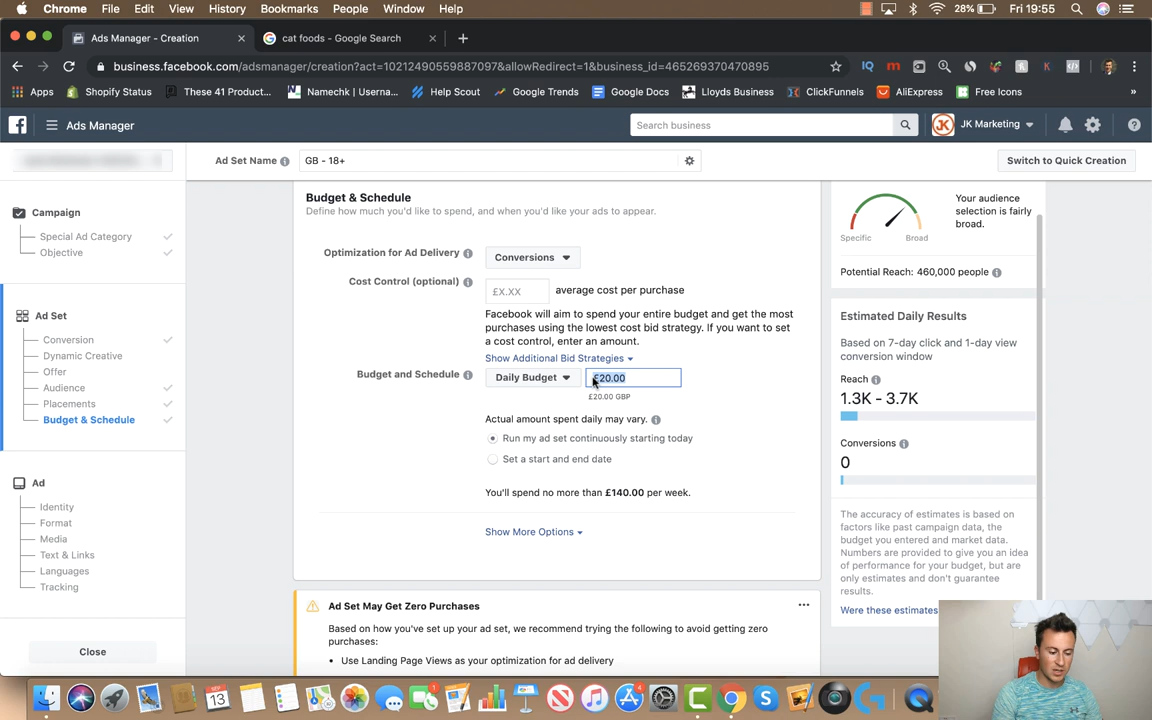 Chrome File Edit View History Bookmarks People Window Help 28% Fri 19:55
Ads Manager - Creation
cat foods - Google Search
business.facebook.com/adsmanager/creation?act=10212490559887097&allowRedirect=1&business_id=465269370470895
Apps Shopify Status These 41 Product... Namechk | Userna... Help Scout Google Trends Google Docs Lloyds Business ClickFunnels AliExpress Free Icons »
Ads Manager
Search business
JK Marketing
Ad Set Name
GB - 18+
Switch to Quick Creation
Campaign
Special Ad Category
Objective
Ad Set
Conversion
Dynamic Creative
Offer
Audience
Placements
Budget & Schedule
Ad
Identity
Format
Media
Text & Links
Languages
Tracking
Close
Budget & Schedule
Define how much you'd like to spend, and when you'd like your ads to appear.
Optimization for Ad Delivery
Conversions
Cost Control (optional)
£X.XX
average cost per purchase
Facebook will aim to spend your entire budget and get the most
purchases using the lowest cost bid strategy. If you want to set
a cost control, enter an amount.
Show Additional Bid Strategies
Budget and Schedule
Daily Budget
£20.00
£20.00 GBP
Actual amount spent daily may vary.
Run my ad set continuously starting today
Set a start and end date
You'll spend no more than £140.00 per week.
Show More Options
Ad Set May Get Zero Purchases
Based on how you've set up your ad set, we recommend trying the following to avoid getting zero
purchases:
• Use Landing Page Views as your optimization for ad delivery
Specific
Broad
Your audience
selection is fairly
broad.
Potential Reach: 460,000 people
Estimated Daily Results
Based on 7-day click and 1-day view
conversion window
Reach
1.3K - 3.7K
Conversions
0
The accuracy of estimates is based on
factors like past campaign data, the
budget you entered and market data.
Numbers are provided to give you an idea
of performance for your budget, but are
only estimates and don't guarantee
results.
Were these estimates